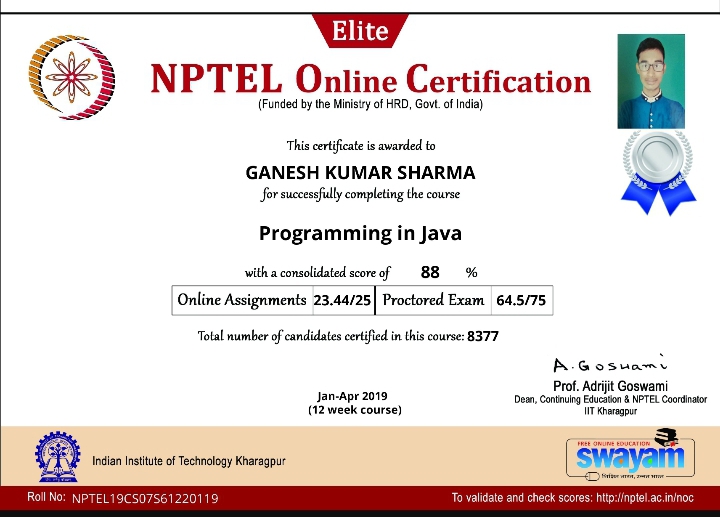 Elite
NPTEL Online Certification
(Funded by the Ministry of HRD, Govt. of India)
This certificate is awarded to
GANESH KUMAR SHARMA
for successfully completing the course
Programming in Java
with a consolidated score of 88 %
Online Assignments 23.44/25 Proctored Exam 64.5/75
Total number of candidates certified in this course: 8377
A. Goswami
Prof. Adrijit Goswami
Dean, Continuing Education & NPTEL Coordinator
IIT Kharagpur
Jan-Apr 2019
(12 week course)
Indian Institute of Technology Kharagpur
FREE ONLINE EDUCATION
swayam
शिक्षित भारत, उन्नत भारत
Roll No: NPTEL19CS07S61220119
To validate and check scores: http://nptel.ac.in/noc